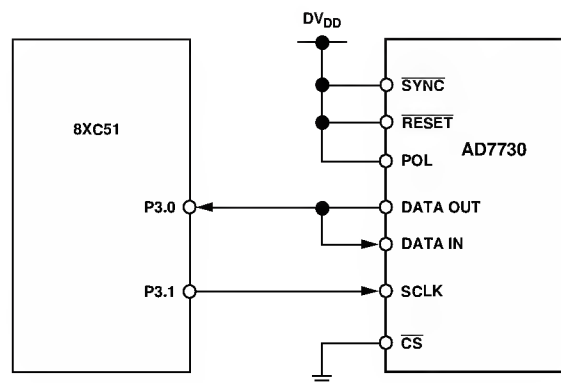 DVDD
SYNC
8XC51
RESET
AD7730
POL
P3.0
DATA OUT
DATA IN
P3.1
SCLK
CS